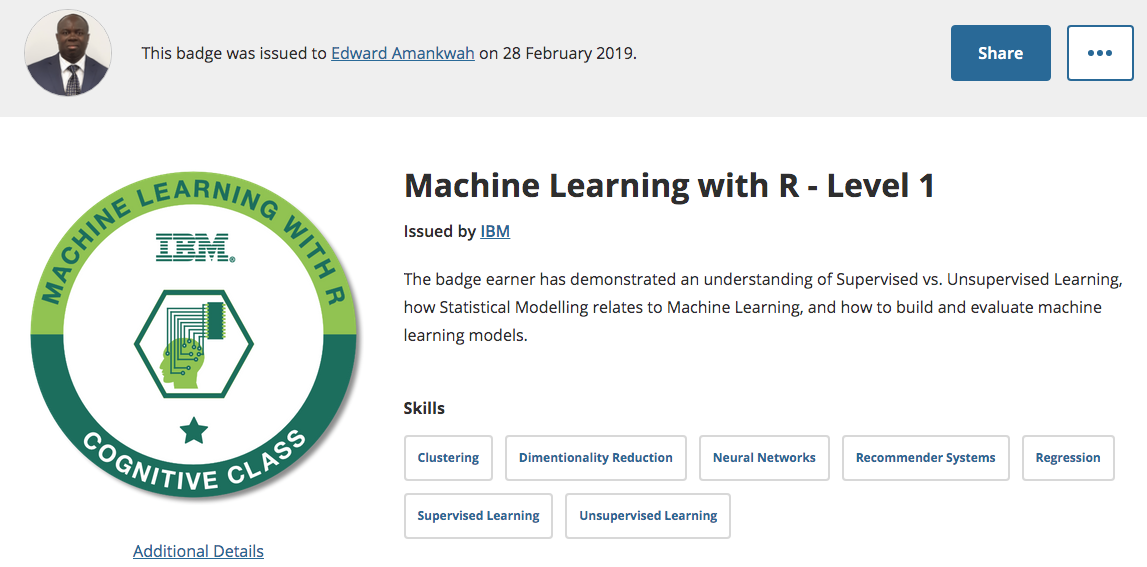 This badge was issued to Edward Amankwah on 28 February 2019.
Share
•••
MACHINE LEARNING WITH R
IBM®
COGNITIVE CLASS
Additional Details
Machine Learning with R - Level 1
Issued by IBM
The badge earner has demonstrated an understanding of Supervised vs. Unsupervised Learning,
how Statistical Modelling relates to Machine Learning, and how to build and evaluate machine
learning models.
Skills
Clustering
Dimentionality Reduction
Neural Networks
Recommender Systems
Regression
Supervised Learning
Unsupervised Learning